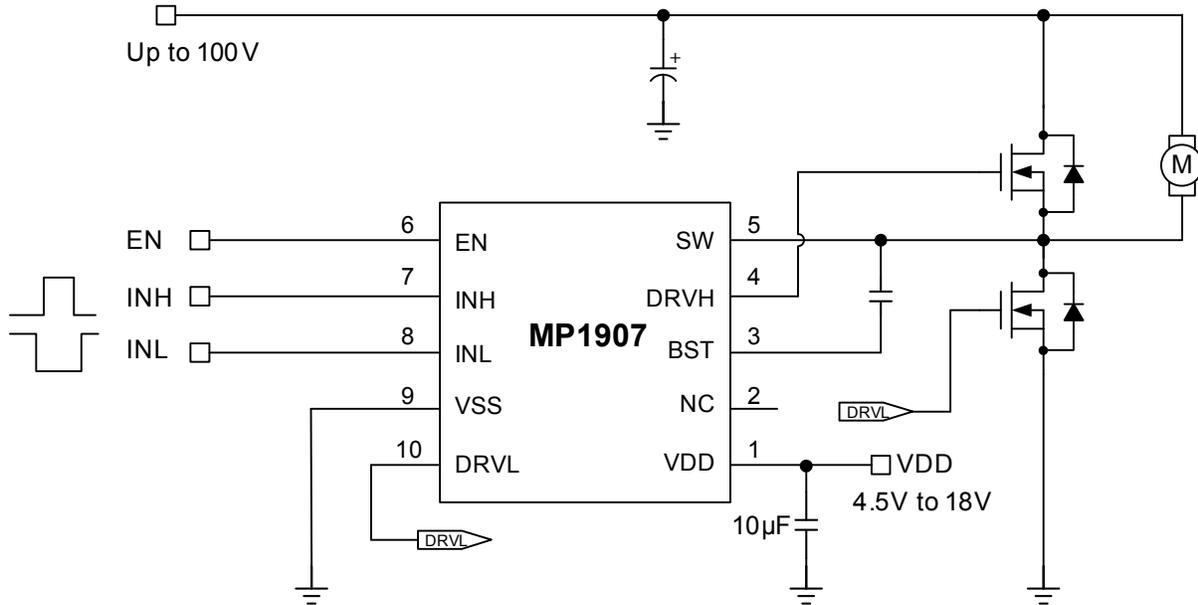 +
Up to 100V
M
EN
6
EN
SW
5
INH
7
INH
DRVH
4
MP1907
INL
8
INL
BST
3
9
VSS
NC
2
DRVL
10
DRVL
VDD
1
VDD
4.5V to 18V
10µF
DRVL